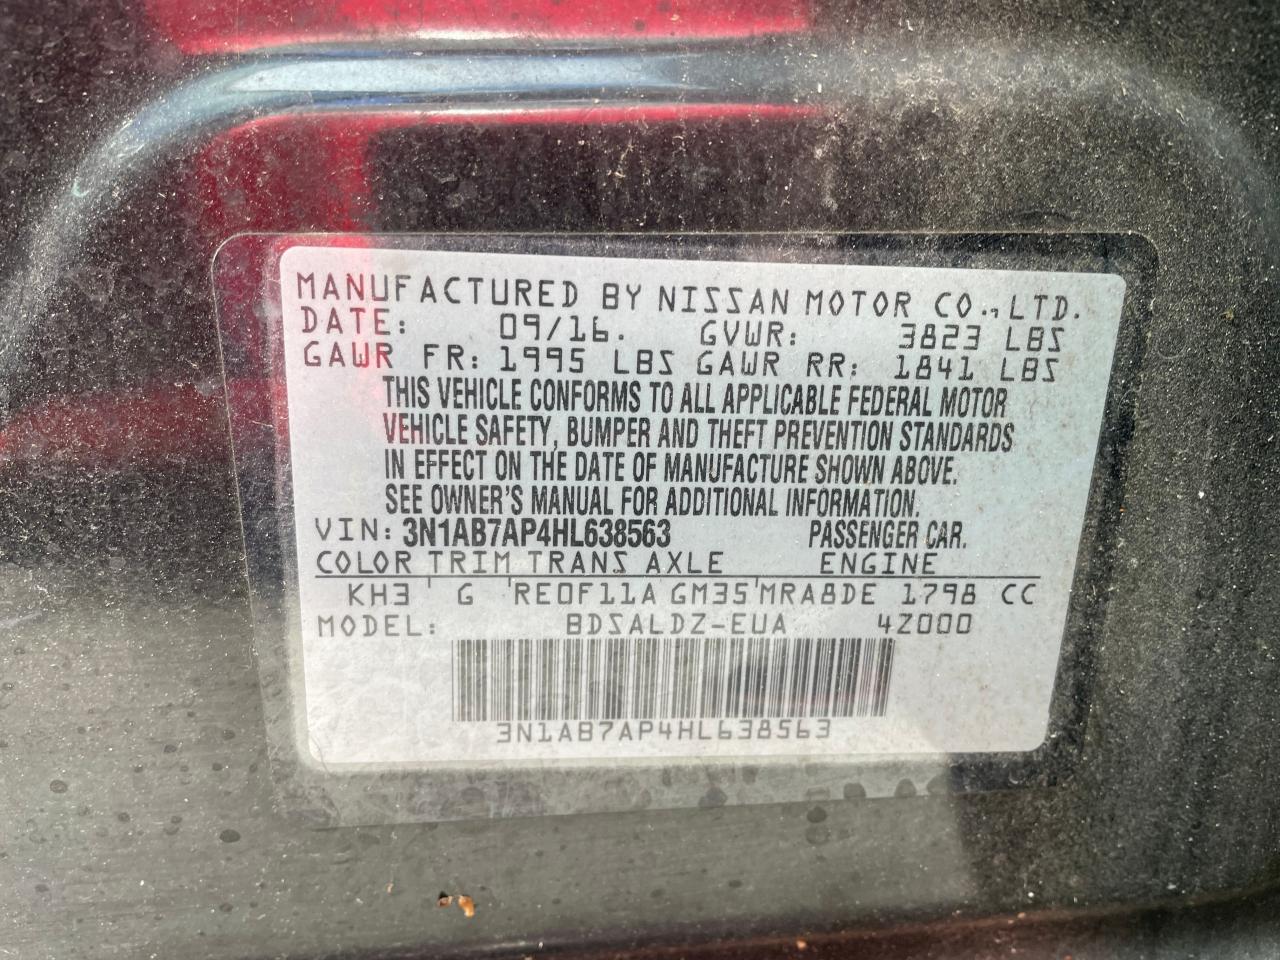 MANUFACTURED BY NISSAN MOTOR CO., LTD.
DATE: 09/16. GVWR: 3823 LBS
GAWR FR: 1995 LBS GAWR RR: 1841 LBS
THIS VEHICLE CONFORMS TO ALL APPLICABLE FEDERAL MOTOR
VEHICLE SAFETY, BUMPER AND THEFT PREVENTION STANDARDS
IN EFFECT ON THE DATE OF MANUFACTURE SHOWN ABOVE.
SEE OWNER'S MANUAL FOR ADDITIONAL INFORMATION.
VIN: 3N1AB7AP4HL638563 PASSENGER CAR.
COLOR TRIM TRANS AXLE ENGINE
KH3 G RE0F11A GM35 MRA8DE 1798 CC
MODEL: BDSALDZ-EUA 4Z000
3N1AB7AP4HL638563